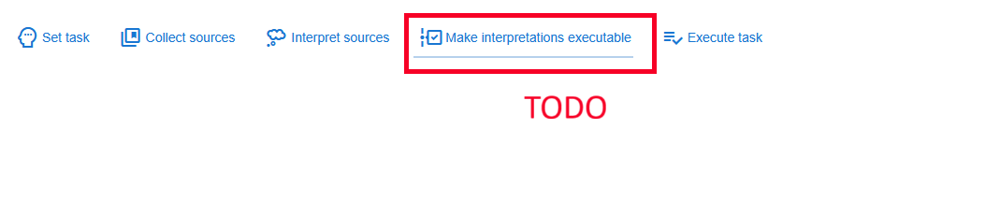 Set task Collect sources Interpret sources Make interpretations executable Execute task
TODO